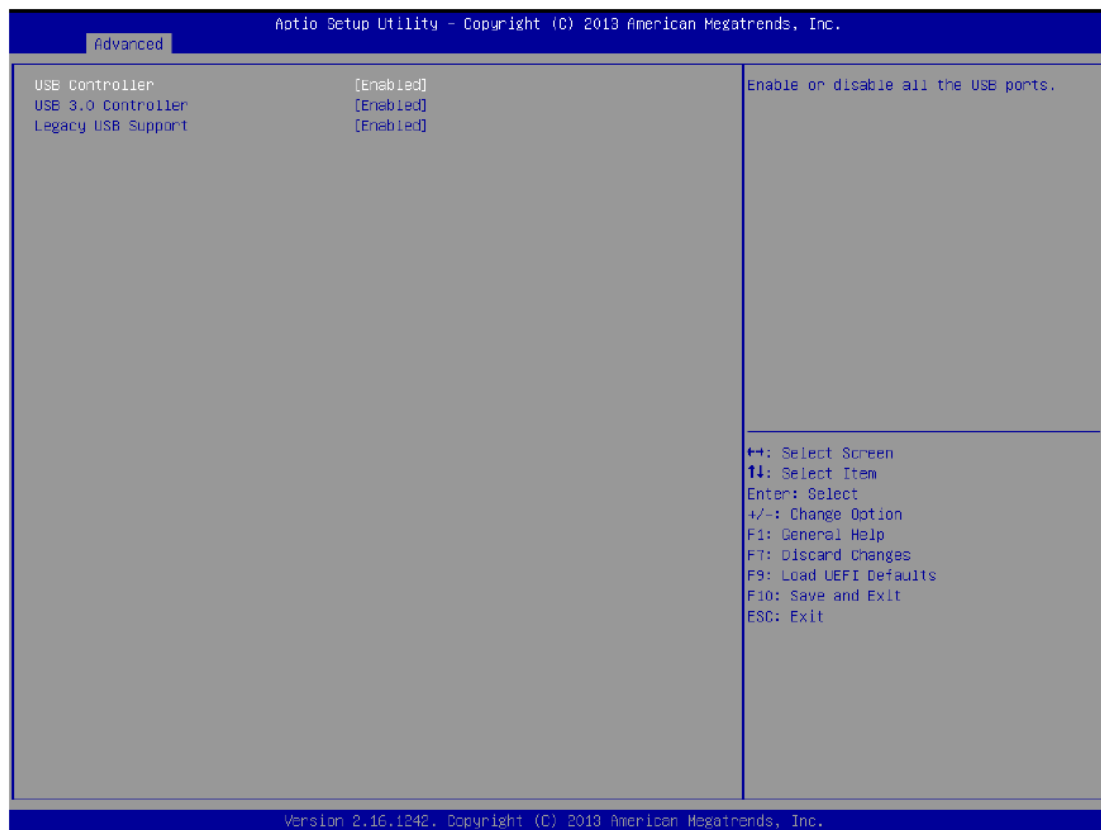 Aptio Setup Utility – Copyright (C) 2013 American Megatrends, Inc.
Advanced
USB Controller [Enabled]
USB 3.0 Controller [Enabled]
Legacy USB Support [Enabled]
Enable or disable all the USB ports.
←→: Select Screen
↑↓: Select Item
Enter: Select
+/-: Change Option
F1: General Help
F7: Discard Changes
F9: Load UEFI Defaults
F10: Save and Exit
ESC: Exit
Version 2.16.1242. Copyright (C) 2013 American Megatrends, Inc.